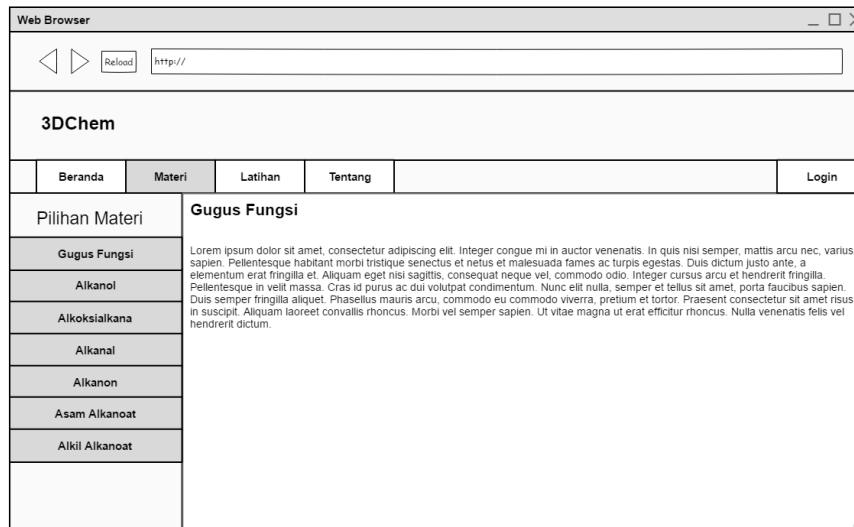 Web Browser
Reload
http://
3DChem
Beranda
Materi
Latihan
Tentang
Login
Pilihan Materi
Gugus Fungsi
Alkanol
Alkoksialkana
Alkanal
Alkanon
Asam Alkanoat
Alkil Alkanoat
Gugus Fungsi
Lorem ipsum dolor sit amet, consectetur adipiscing elit. Integer congue mi in auctor venenatis. In quis nisi semper, mattis arcu nec, varius
sapien. Pellentesque habitant morbi tristique senectus et netus et malesuada fames ac turpis egestas. Duis dictum justo ante, a
elementum erat fringilla et. Aliquam eget nisi sagittis, consequat neque vel, commodo odio. Integer cursus arcu et hendrerit fringilla.
Pellentesque in velit massa. Cras id purus ac dui volutpat condimentum. Nunc elit nulla, semper et tellus sit amet, porta faucibus sapien.
Duis semper fringilla aliquet. Phasellus mauris arcu, commodo eu commodo viverra, pretium et tortor. Praesent consectetur sit amet risus
in suscipit. Aliquam laoreet convallis rhoncus. Morbi vel semper sapien. Ut vitae magna ut erat efficitur rhoncus. Nulla venenatis felis vel
hendrerit dictum.